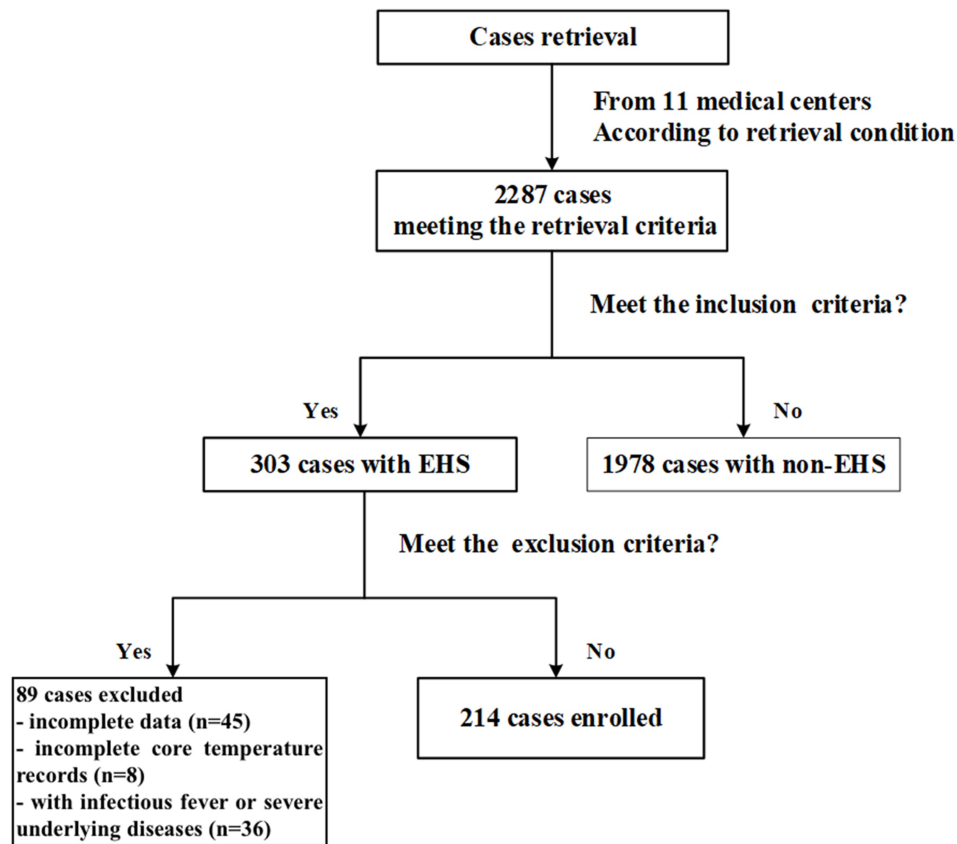 Cases retrieval
From 11 medical centers
According to retrieval condition
2287 cases
meeting the retrieval criteria
Meet the inclusion criteria?
Yes
No
303 cases with EHS
1978 cases with non-EHS
Meet the exclusion criteria?
Yes
No
89 cases excluded
- incomplete data (n=45)
- incomplete core temperature
records (n=8)
- with infectious fever or severe
underlying diseases (n=36)
214 cases enrolled